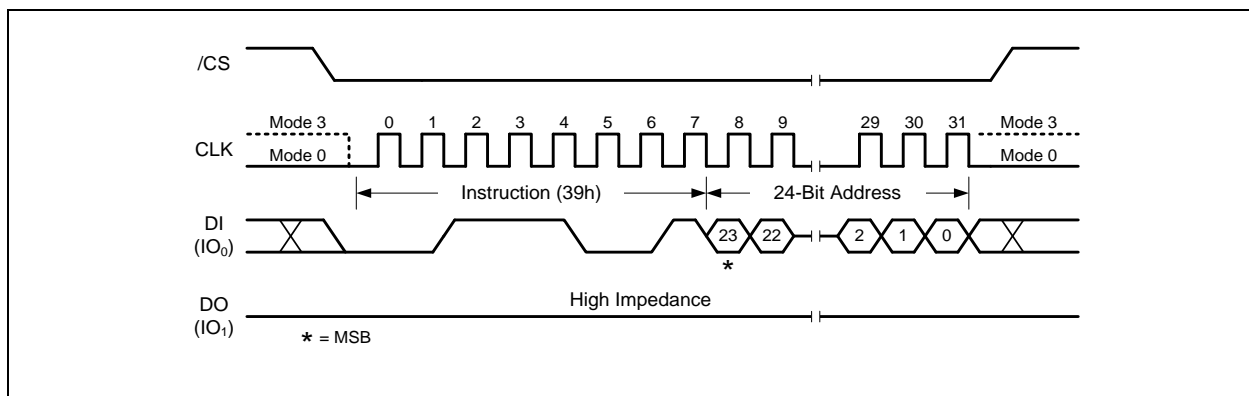 /CS
Mode 3 0 1 2 3 4 5 6 7 8 9 29 30 31 Mode 3
CLK
Mode 0 Mode 0
Instruction (39h) 24-Bit Address
DI
(IO₀)
23 22 2 1 0
*
High Impedance
DO
(IO₁)
* = MSB